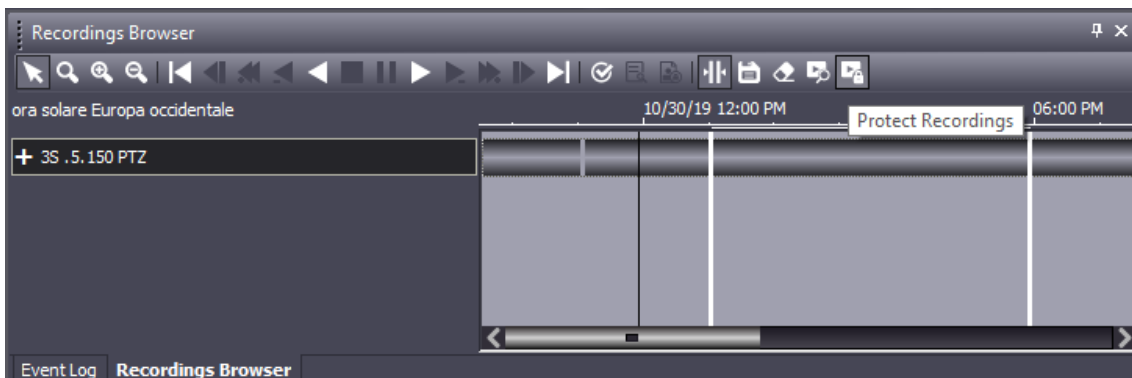 Recordings Browser
ora solare Europa occidentale
10/30/19 12:00 PM
06:00 PM
Protect Recordings
3S .5.150 PTZ
Event Log
Recordings Browser